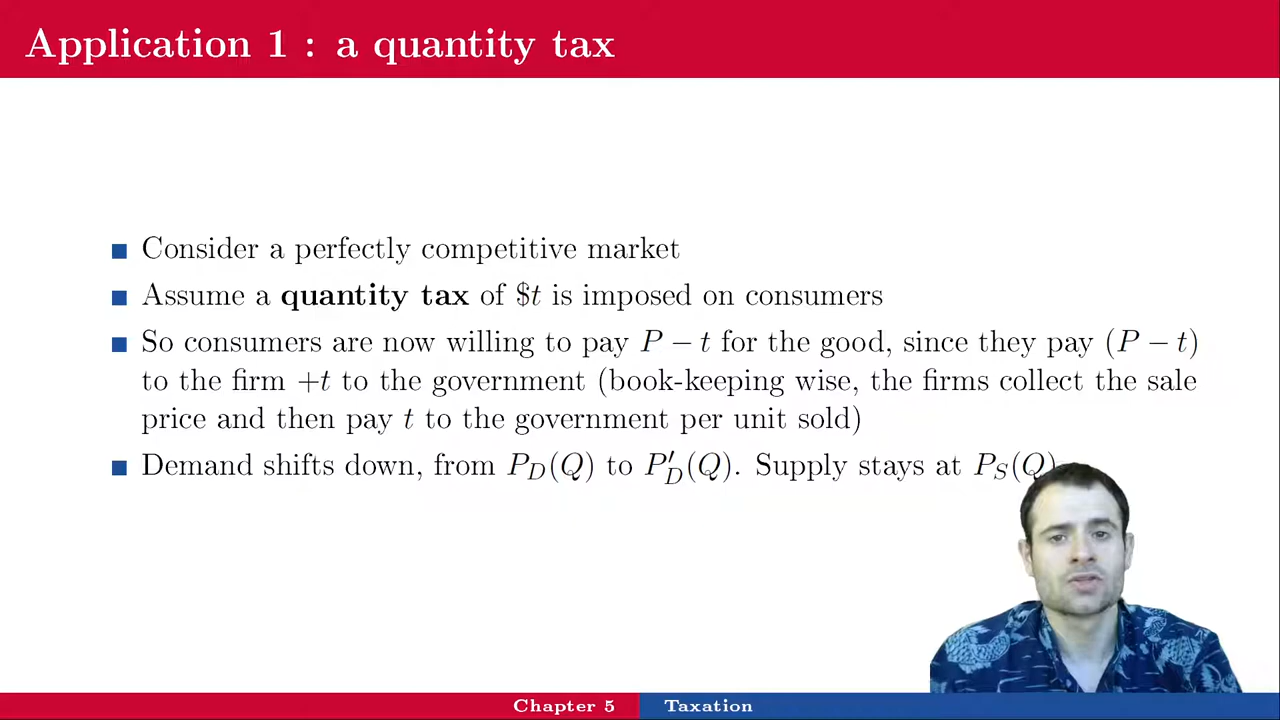 Application 1 : a quantity tax
Consider a perfectly competitive market
Assume a quantity tax of $t is imposed on consumers
So consumers are now willing to pay P − t for the good, since they pay (P − t)
to the firm +t to the government (book-keeping wise, the firms collect the sale
price and then pay t to the government per unit sold)
Demand shifts down, from P_D(Q) to P′_D(Q). Supply stays at P_S(Q)
Chapter 5
Taxation